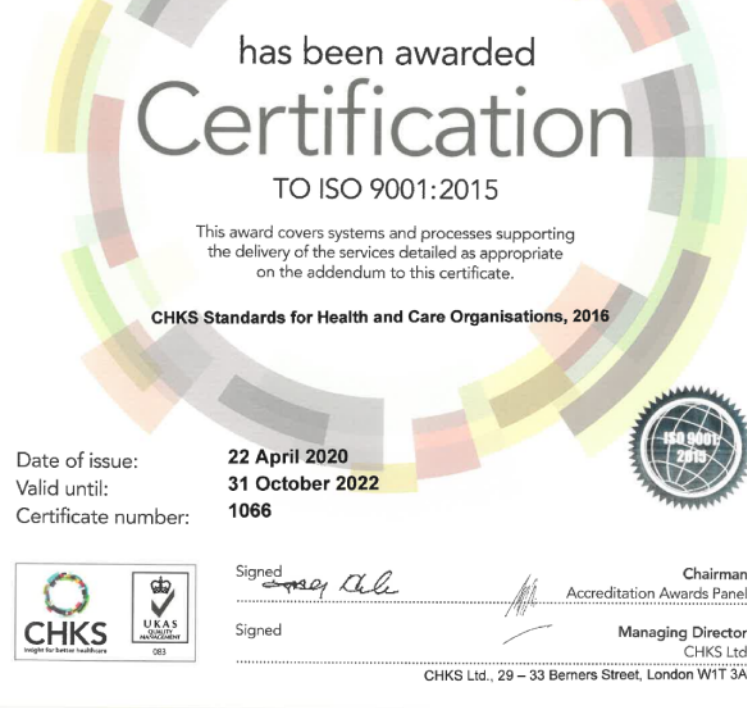 has been awarded
Certification
TO ISO 9001:2015
This award covers systems and processes supporting
the delivery of the services detailed as appropriate
on the addendum to this certificate.
CHKS Standards for Health and Care Organisations, 2016
ISO 9001:
2015
Date of issue: 22 April 2020
Valid until: 31 October 2022
Certificate number: 1066
CHKS
Insight for better healthcare
UKAS
QUALITY
MANAGEMENT
083
Signed
Chairman
Accreditation Awards Panel
Signed
Managing Director
CHKS Ltd
CHKS Ltd., 29 – 33 Berners Street, London W1T 3A